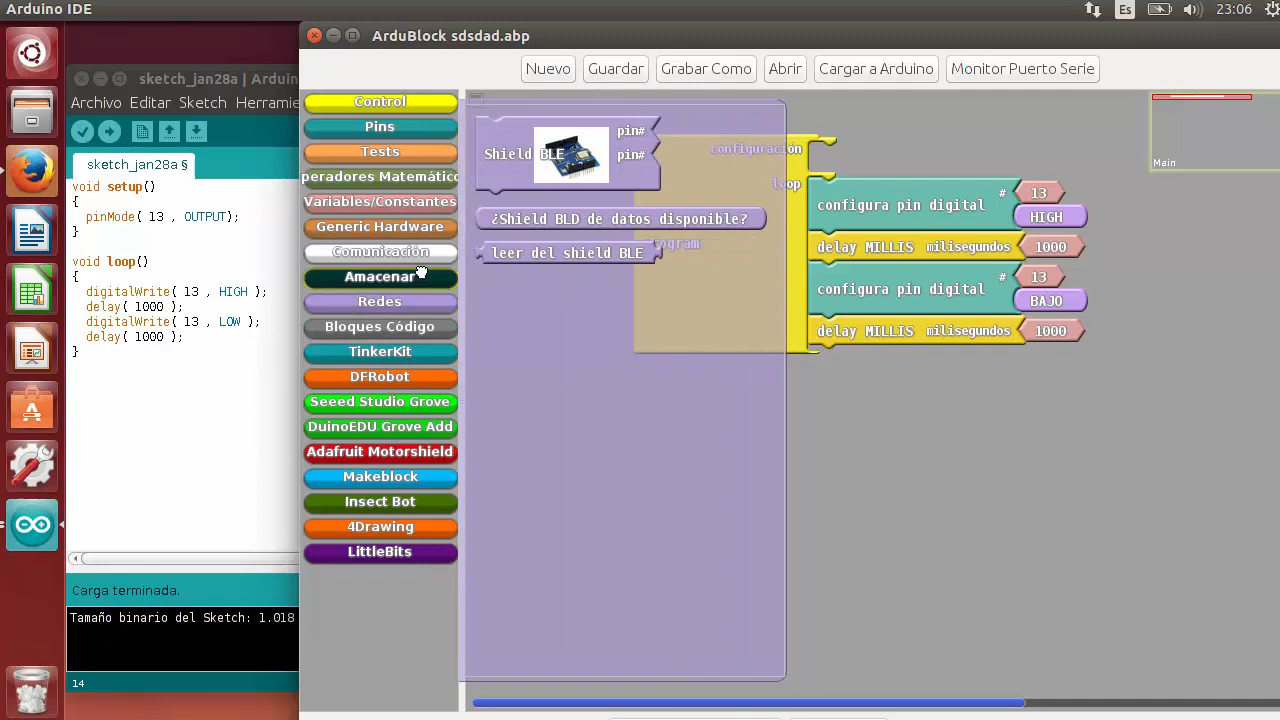 Arduino IDE
Es
23:06
ArduBlock sdsdad.abp
Nuevo
Guardar
Grabar Como
Abrir
Cargar a Arduino
Monitor Puerto Serie
sketch_jan28a | Arduin
Archivo Editar Sketch Herramie
sketch_jan28a §
void setup()
{
pinMode( 13 , OUTPUT);
}
void loop()
{
digitalWrite( 13 , HIGH );
delay( 1000 );
digitalWrite( 13 , LOW );
delay( 1000 );
}
Carga terminada.
Tamaño binario del Sketch: 1.018
14
Control
Pins
Tests
peradores Matemático
Variables/Constantes
Generic Hardware
Comunicación
Amacenar
Redes
Bloques Código
TinkerKit
DFRobot
Seeed Studio Grove
DuinoEDU Grove Add
Adafruit Motorshield
Makeblock
Insect Bot
4Drawing
LittleBits
Shield BLE
pin#
pin#
¿Shield BLD de datos disponible?
leer del shield BLE
configuración
loop
rogram
configura pin digital # 13
HIGH
delay MILLIS milisegundos 1000
configura pin digital # 13
BAJO
delay MILLIS milisegundos 1000
Main